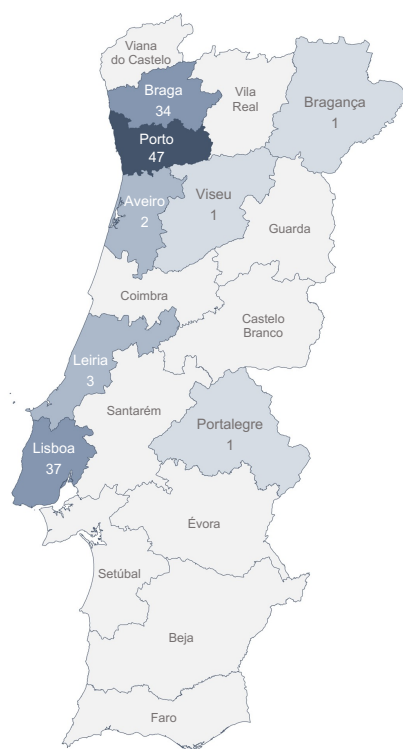 Viana
do Castelo
Braga
34
Vila
Real
Bragança
1
Porto
47
Aveiro
2
Viseu
1
Guarda
Coimbra
Castelo
Branco
Leiria
3
Santarém
Portalegre
1
Lisboa
37
Évora
Setúbal
Beja
Faro